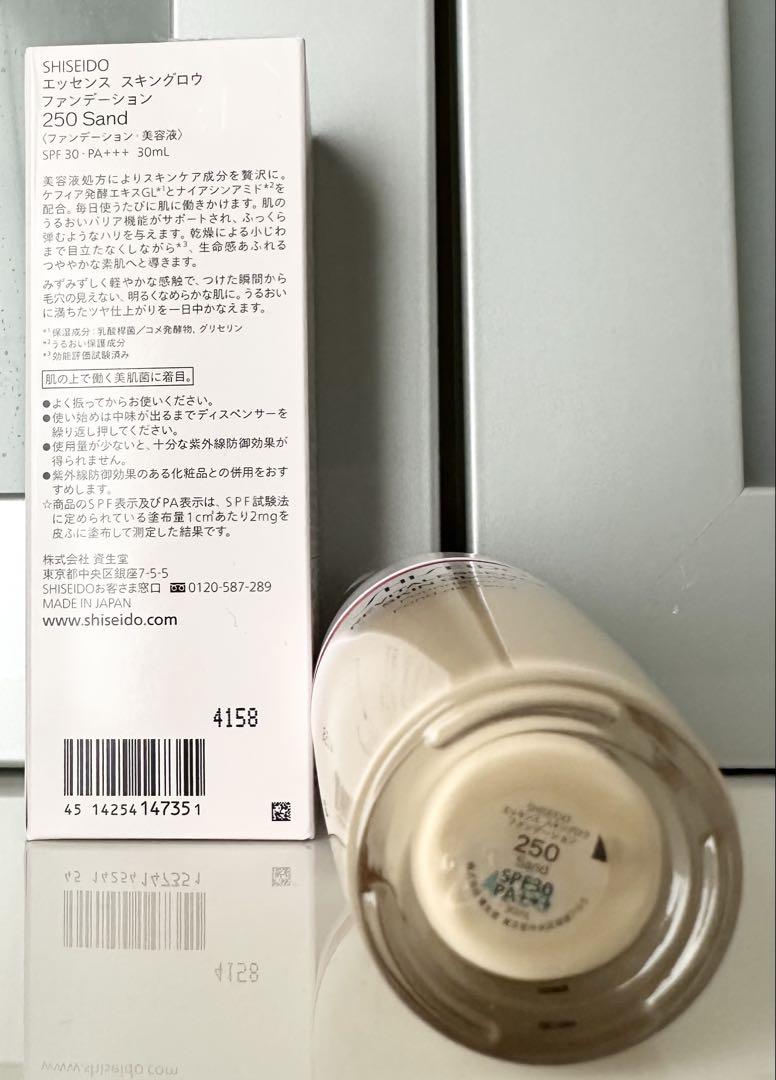 SHISEIDO
エッセンス スキングロウ
ファンデーション
250 Sand
〈ファンデーション・美容液〉
SPF 30・PA+++ 30mL
美容液処方によりスキンケア成分を贅沢に。
ケフィア発酵エキスGL*1とナイアシンアミド*2を
配合。毎日使うたびに肌に働きかけます。肌の
うるおいバリア機能がサポートされ、ふっくら
弾むようなハリを与えます。乾燥による小じわ
まで目立たなくしながら*3、生命感あふれる
つややかな素肌へと導きます。
みずみずしく軽やかな感触で、つけた瞬間から
毛穴の見えない、明るくなめらかな肌に。うるおい
に満ちたツヤ仕上がりを一日中かなえます。
*1 保湿成分：乳酸桿菌／コメ発酵物, グリセリン
*2 うるおい保護成分
*3 効能評価試験済み
肌の上で働く美肌菌に着目。
●よく振ってからお使いください。
●使い始めは中味が出るまでディスペンサーを
繰り返し押してください。
●使用量が少ないと、十分な紫外線防御効果が
得られません。
●紫外線防御効果のある化粧品との併用をおす
すめします。
☆商品のSPF表示及びPA表示は、SPF試験法
に定められている塗布量1c㎡あたり2mgを
皮ふに塗布して測定した結果です。
株式会社 資生堂
東京都中央区銀座7-5-5
SHISEIDOお客さま窓口 0120-587-289
MADE IN JAPAN
www.shiseido.com
4158
45 14254 14735 1
SHISEIDO
エッセンス スキングロウ
ファンデーション
250
Sand
SPF30
PA+++
30mL